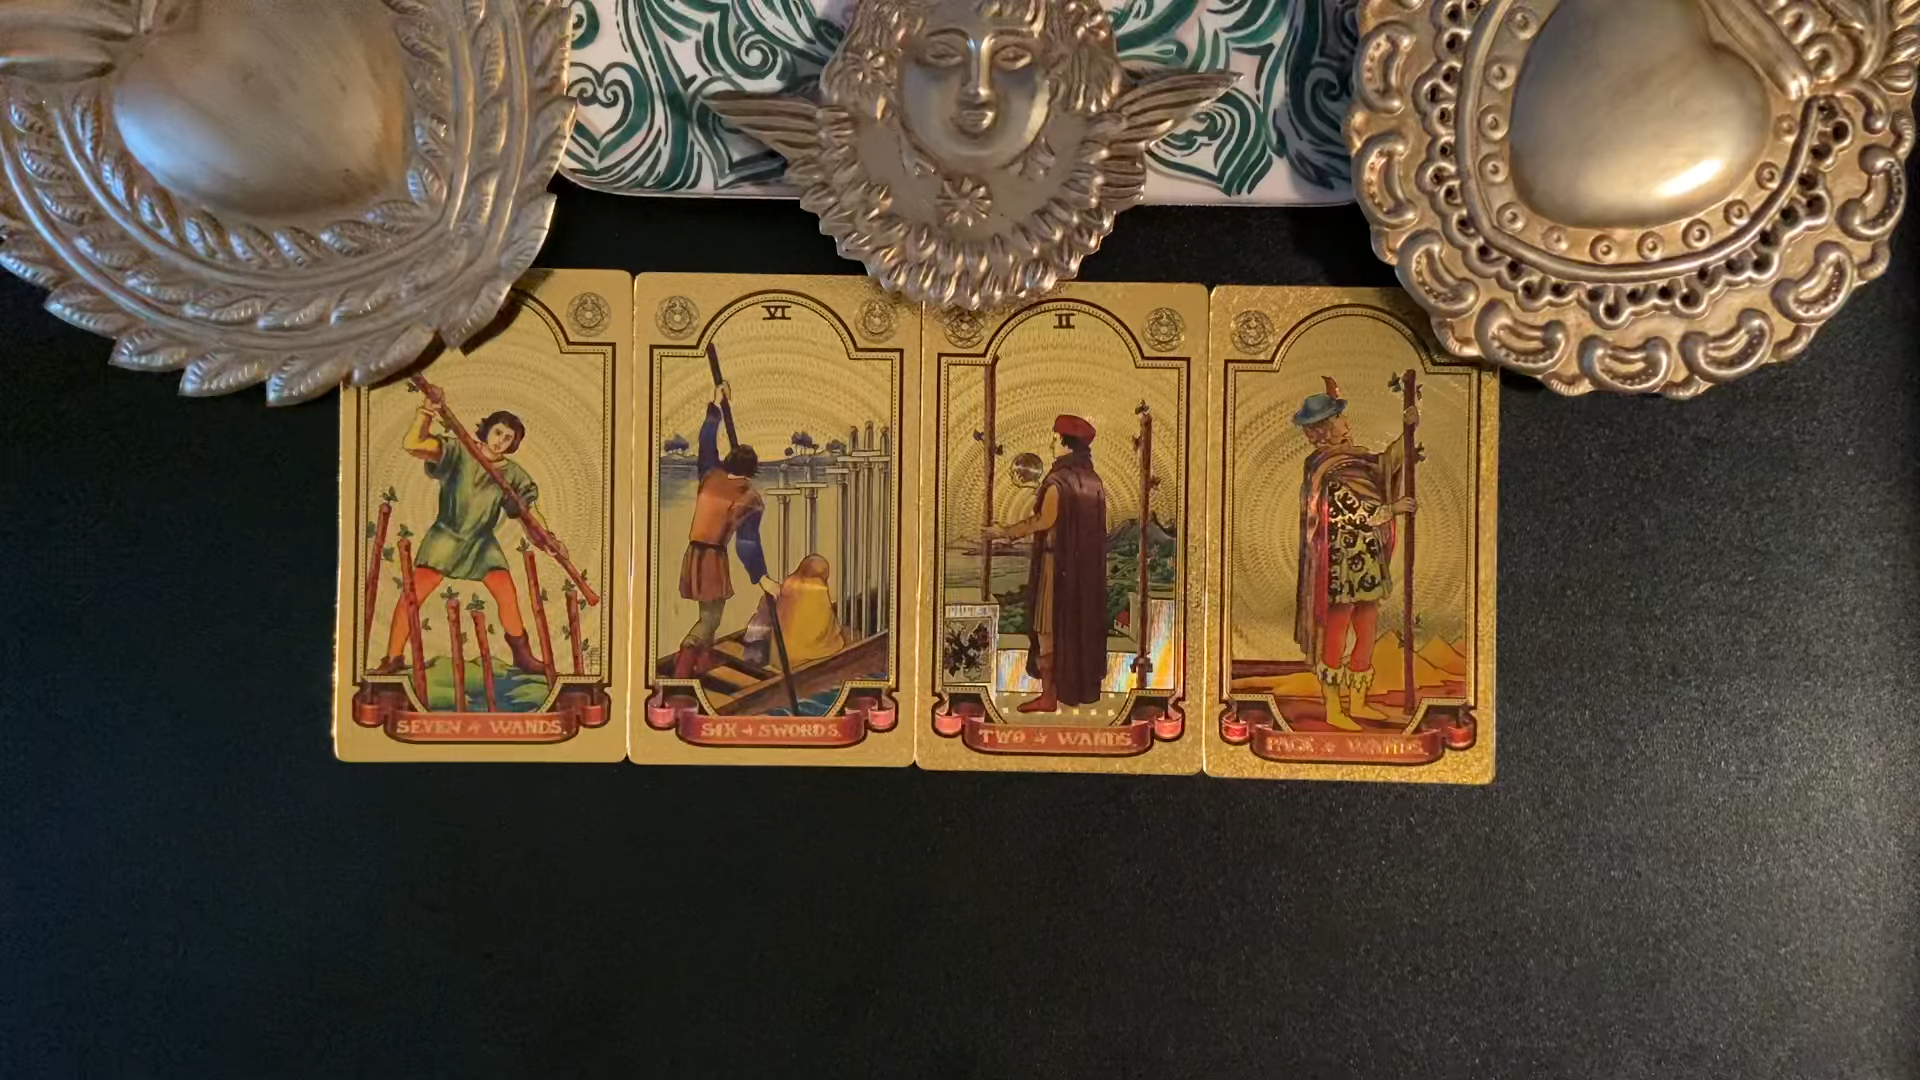 VI
II
SEVEN of WANDS.
SIX of SWORDS.
TWO of WANDS.
PAGE of WANDS.